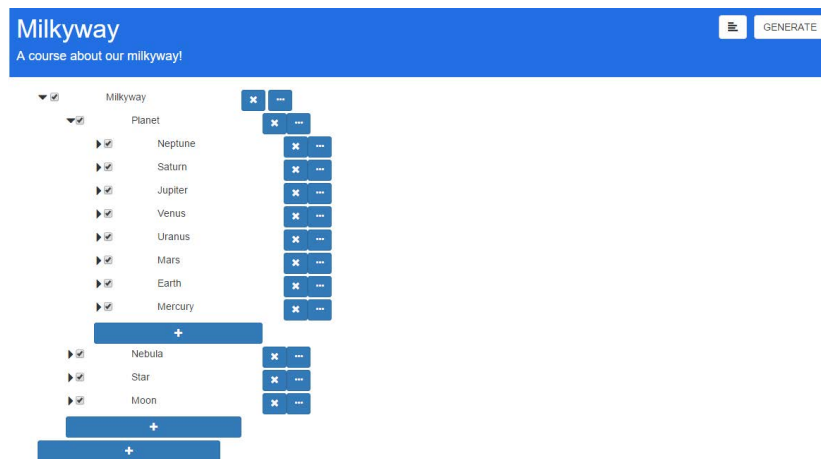 Milkyway
GENERATE
A course about our milkyway!
Milkyway
Planet
Neptune
Saturn
Jupiter
Venus
Uranus
Mars
Earth
Mercury
Nebula
Star
Moon